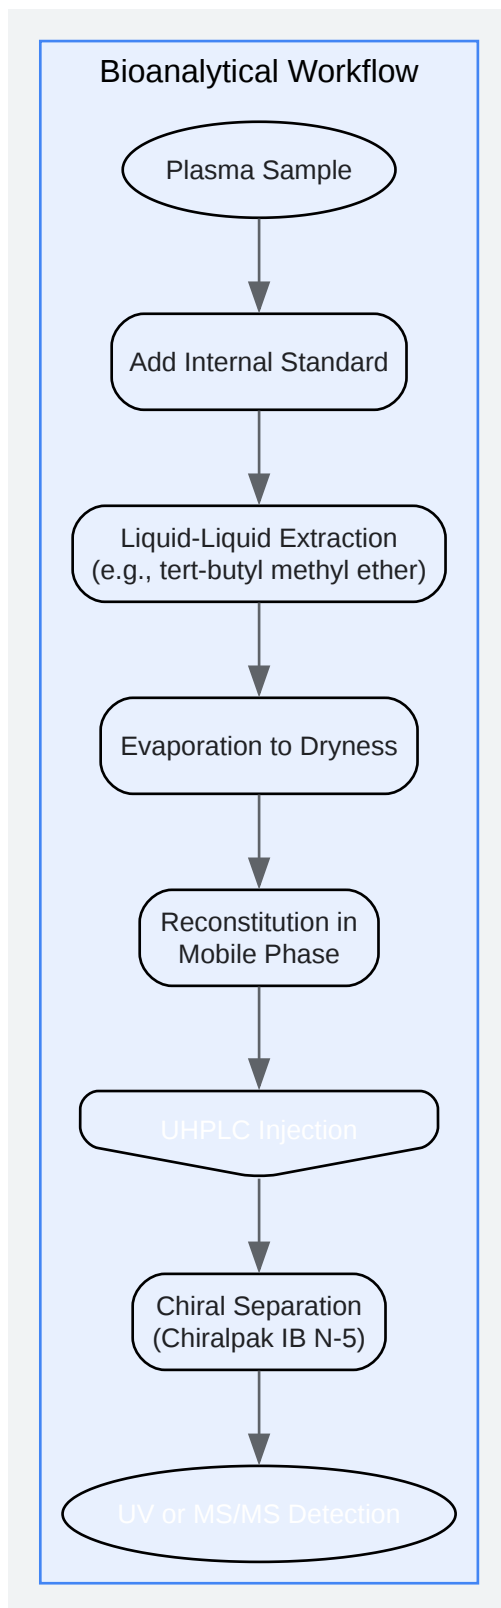 Bioanalytical Workflow
Plasma Sample
Add Internal Standard
Liquid-Liquid Extraction
(e.g., tert-butyl methyl ether)
Evaporation to Dryness
Reconstitution in
Mobile Phase
UHPLC Injection
Chiral Separation
(Chiralpak IB N-5)
UV or MS/MS Detection